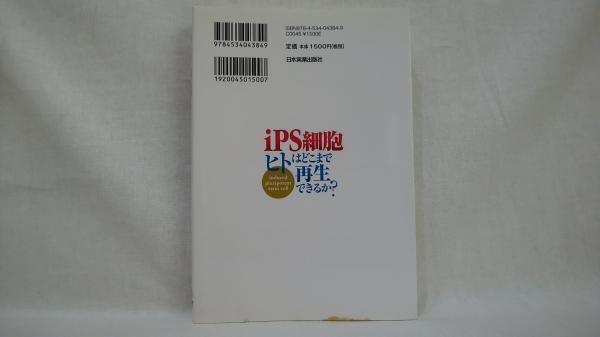 ISBN978-4-534-04384-9
C0045 ¥1500E
9784534043849
定価 本体1500円(税別)
日本実業出版社
1920045015007
iPS細胞
ヒトはどこまで
再生
できるか?
induced
pluripotent
stem cell